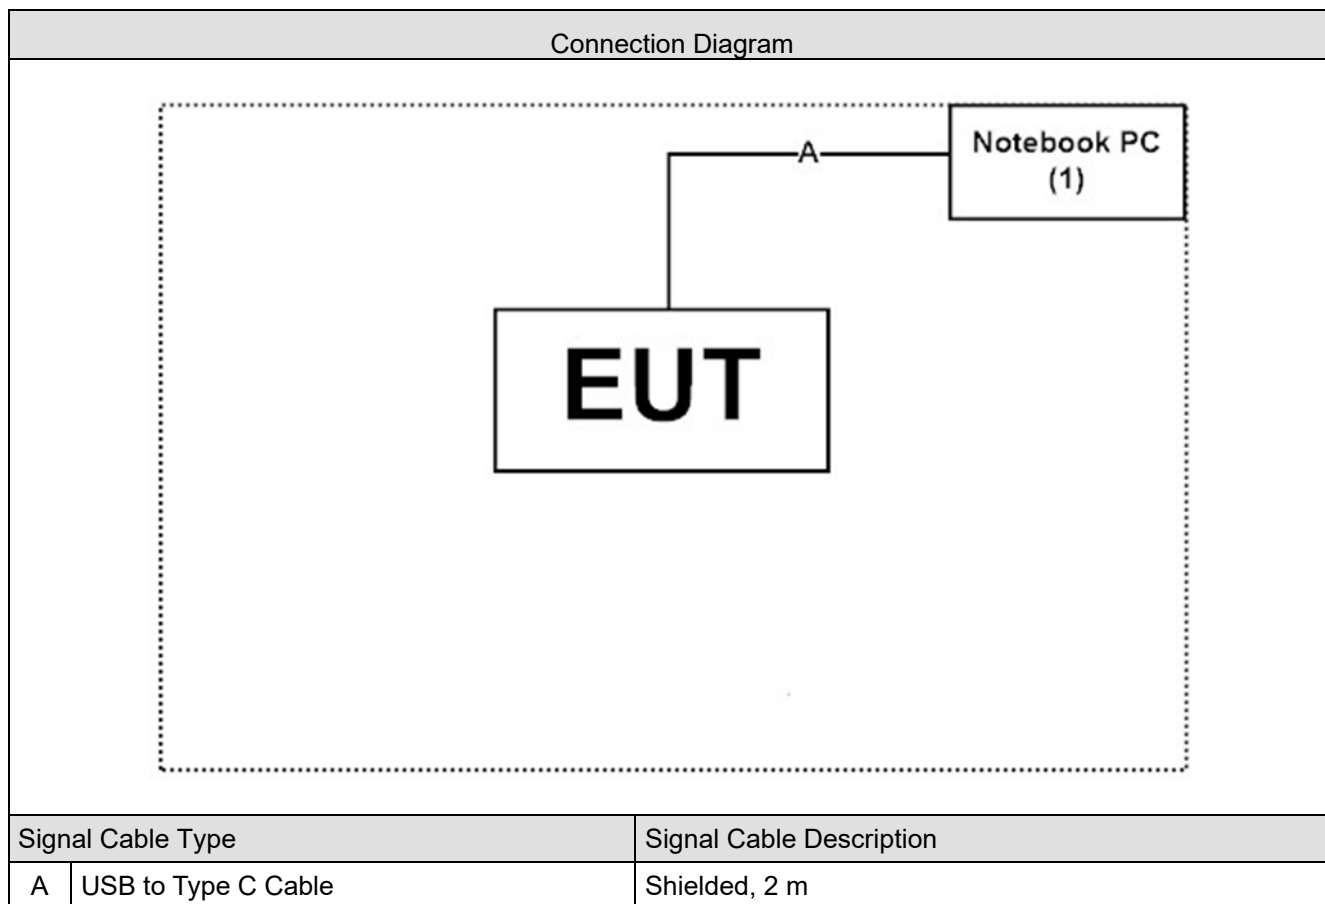 Connection Diagram
A
Notebook PC
(1)
EUT
Signal Cable Type Signal Cable Description
A USB to Type C Cable Shielded, 2 m